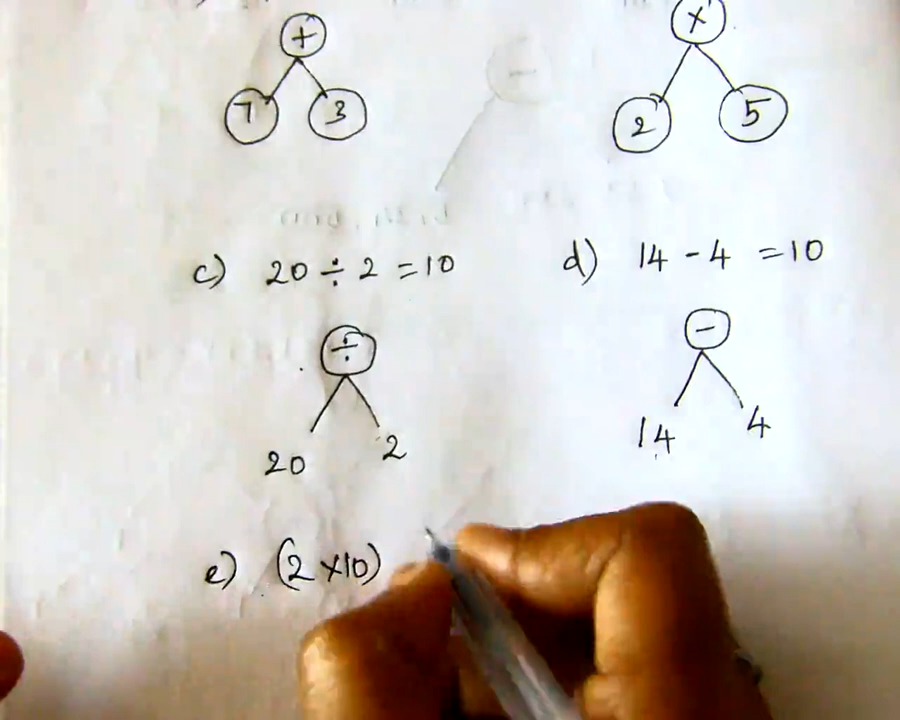 + ×
7 3 2 5
c) 20 ÷ 2 = 10 d) 14 - 4 = 10
÷ -
20 2 14 4
e) (2 × 10)